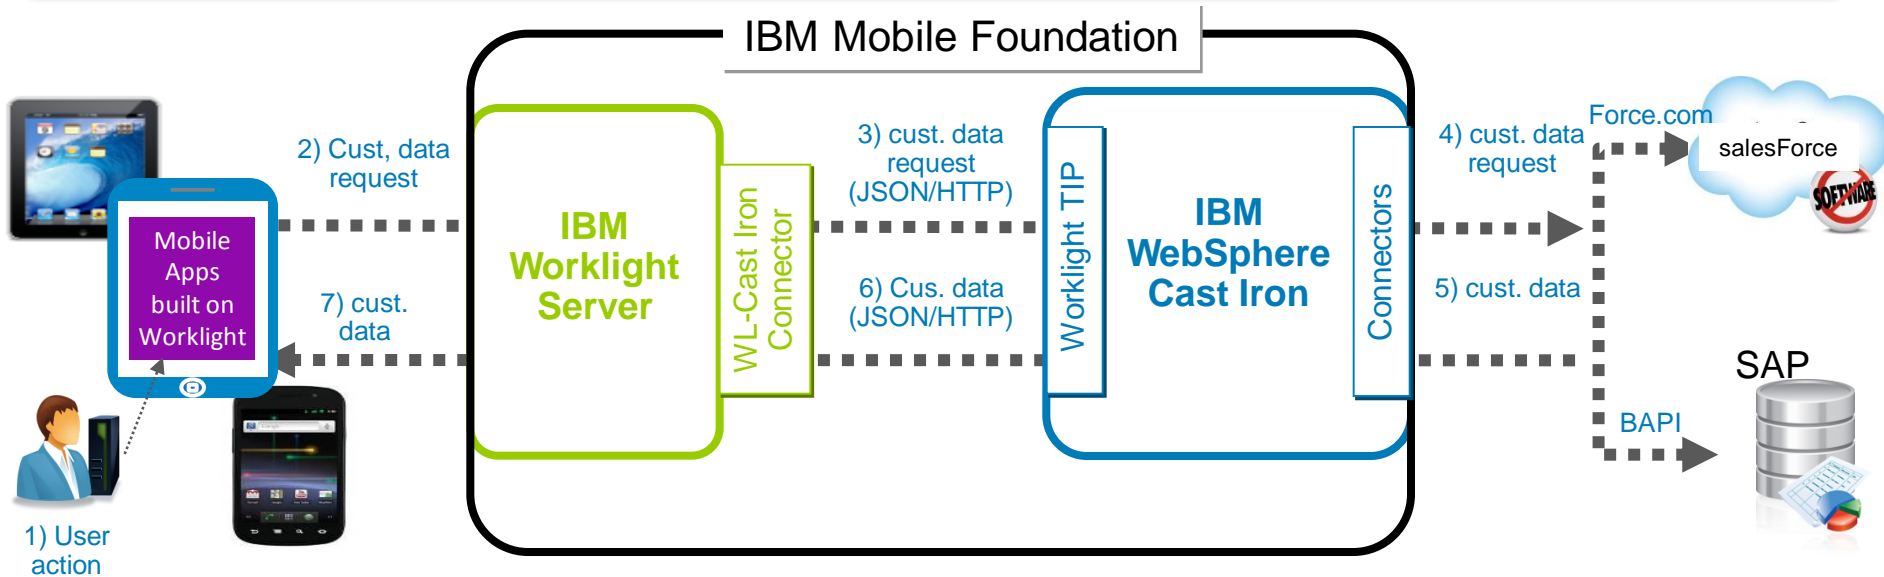 IBM Mobile Foundation
Mobile
Apps
built on
Worklight
1) User
action
2) Cust, data
request
7) cust.
data
IBM
Worklight
Server
WL-Cast Iron
Connector
3) cust. data
request
(JSON/HTTP)
6) Cus. data
(JSON/HTTP)
Worklight TIP
IBM
WebSphere
Cast Iron
Connectors
4) cust. data
request
5) cust. data
Force.com
salesForce
SOFTWARE
SAP
BAPI